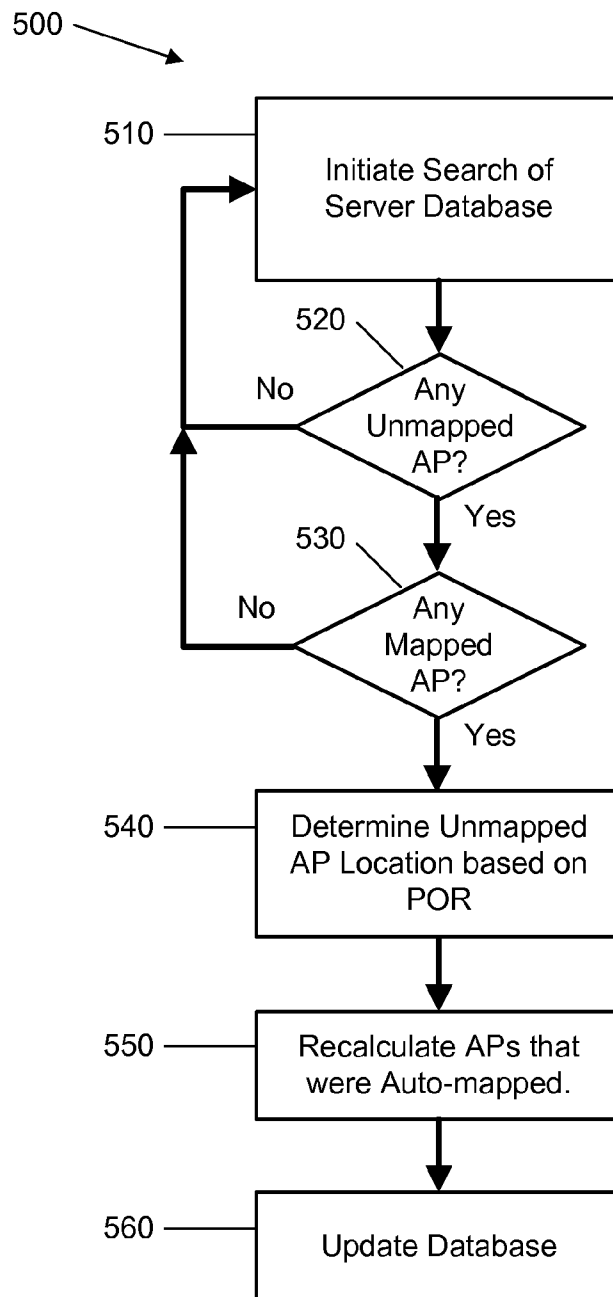 500
510
Initiate Search of
Server Database
520
No
Any
Unmapped
AP?
Yes
530
No
Any
Mapped
AP?
Yes
540
Determine Unmapped
AP Location based on
POR
550
Recalculate APs that
were Auto-mapped.
560
Update Database